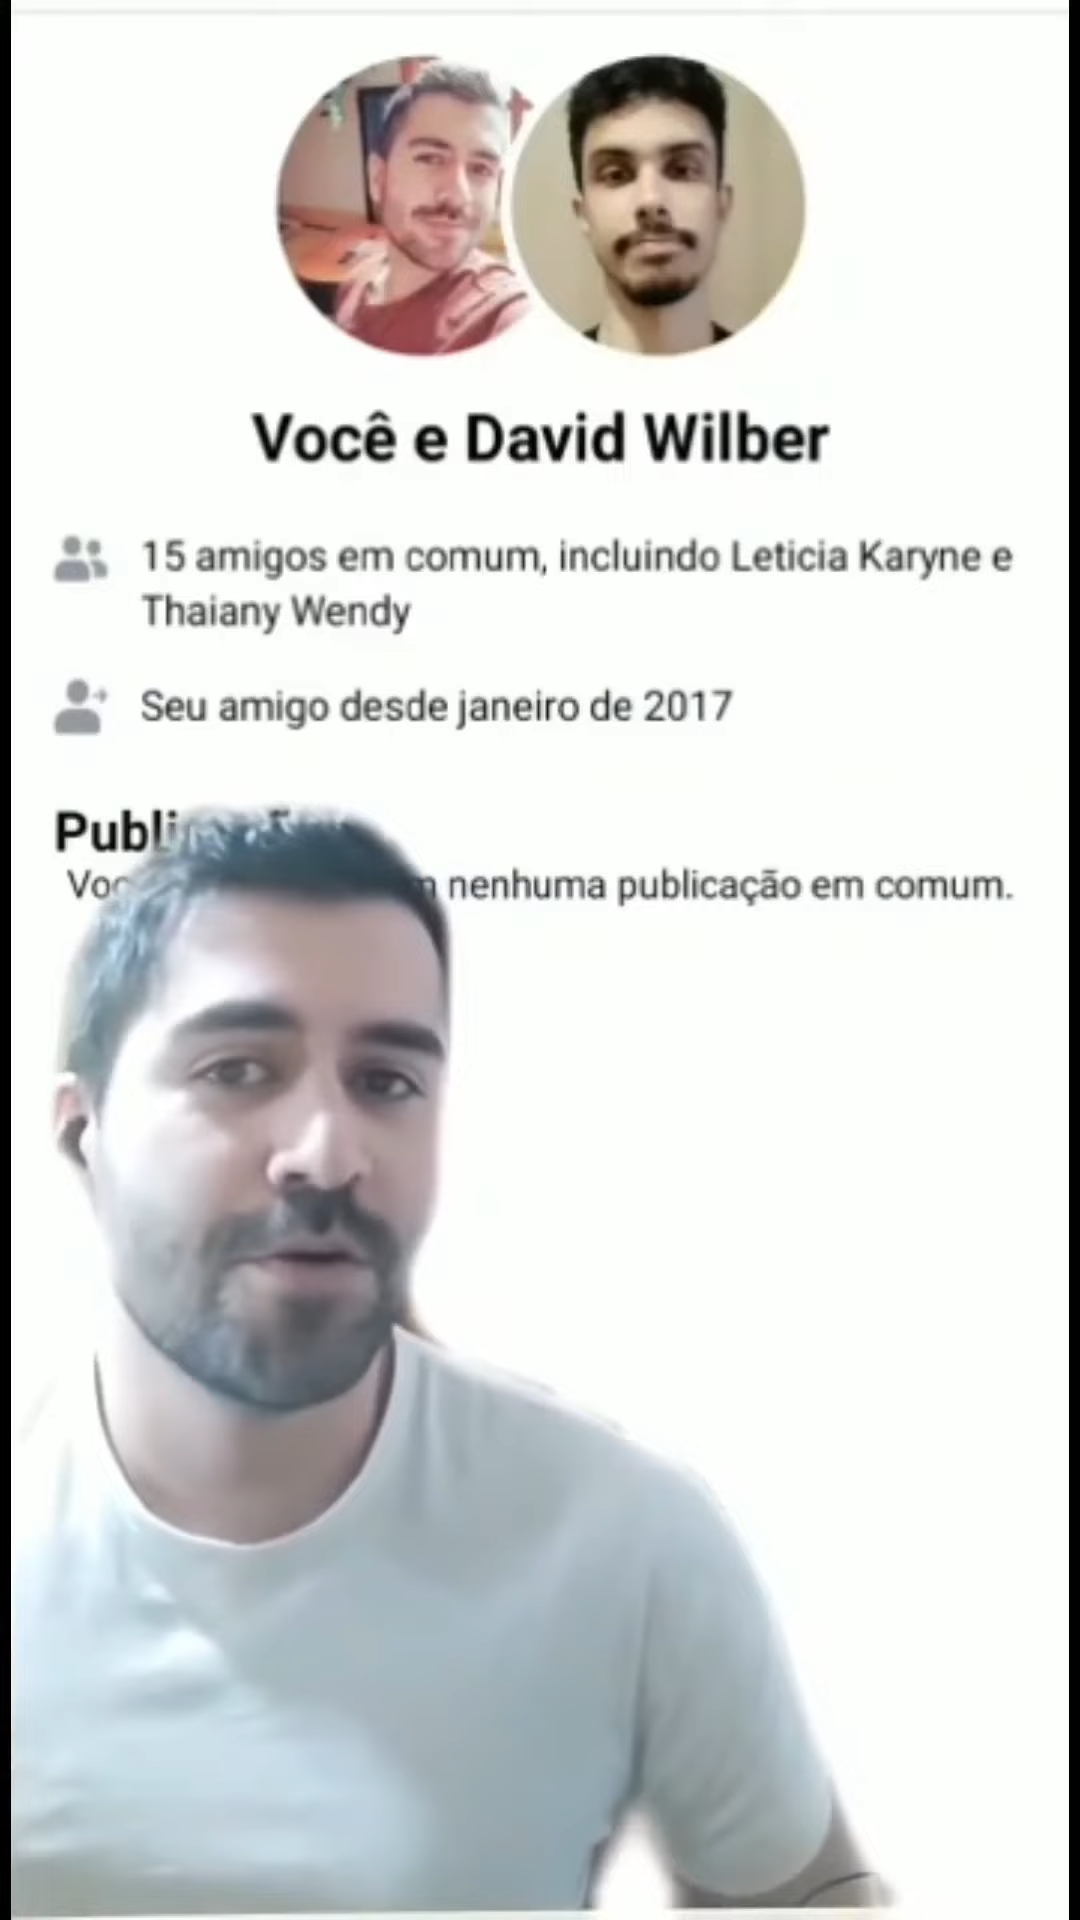 Você e David Wilber
15 amigos em comum, incluindo Leticia Karyne e
Thaiany Wendy
Seu amigo desde janeiro de 2017
nenhuma publicação em comum.